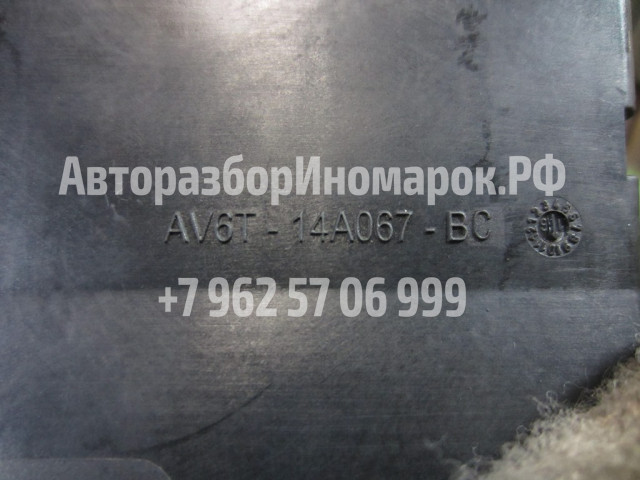 АвторазборИномарок.РФ
AV6T - 14A067 - BC
+7 962 57 06 999